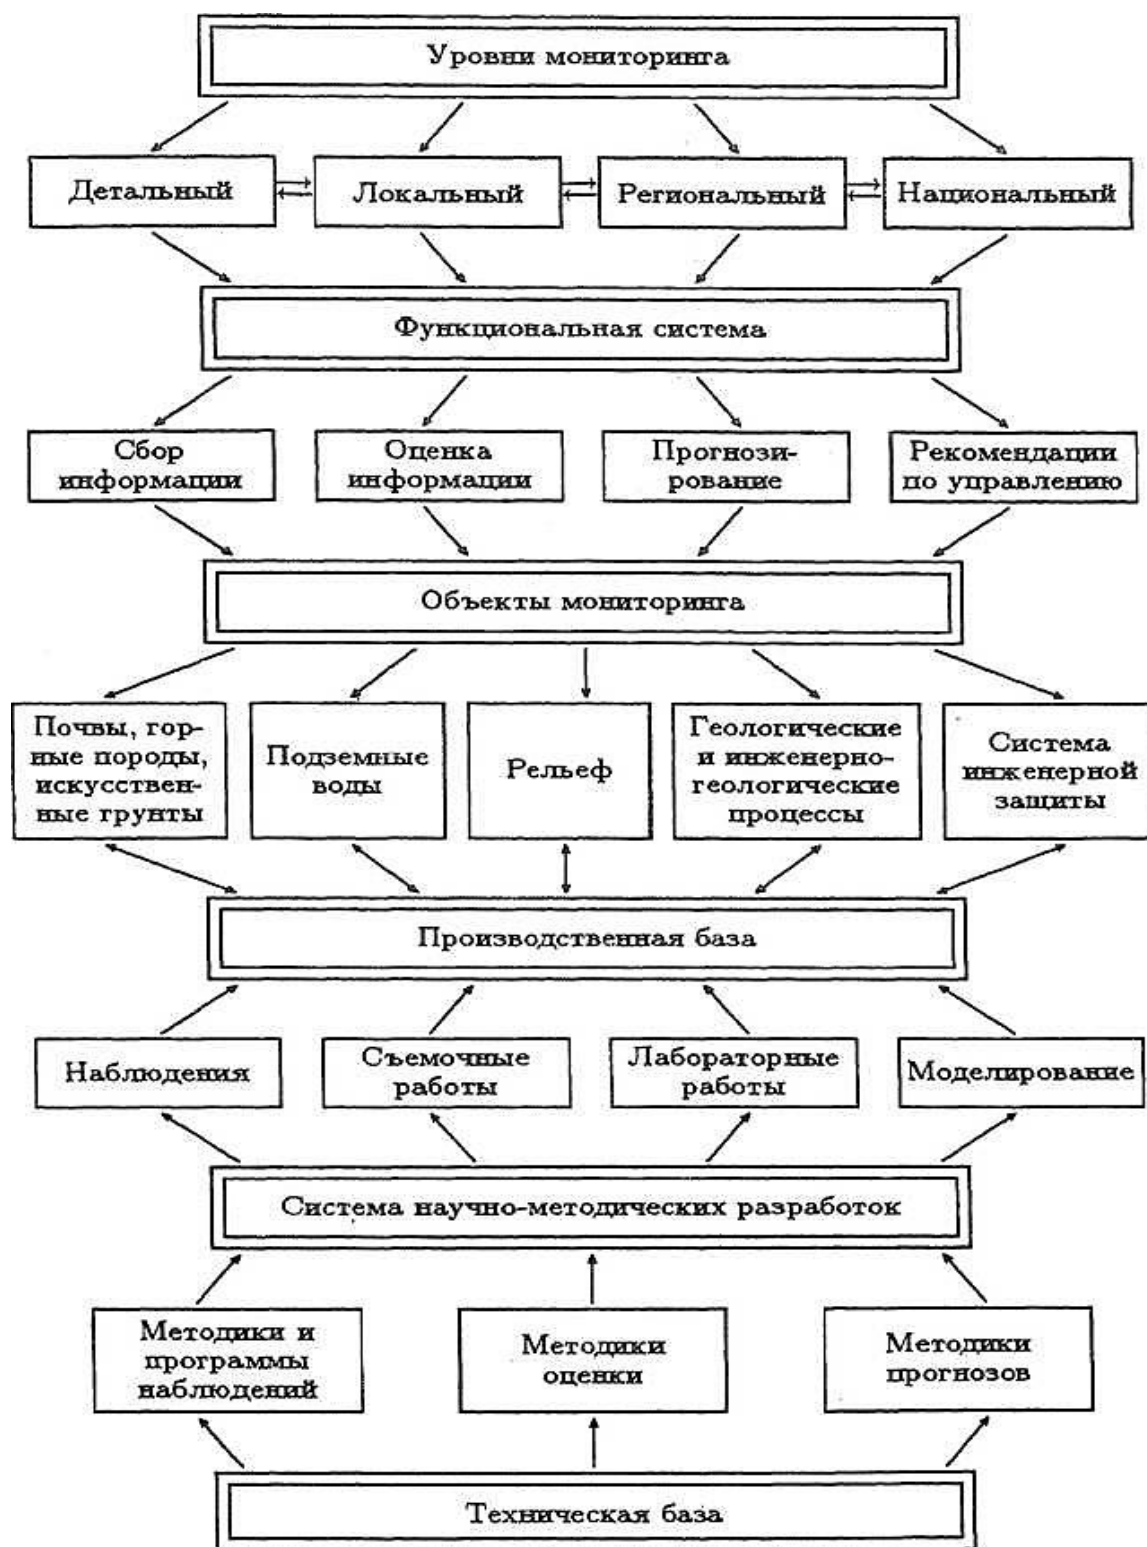 Уровни мониторинга
Детальный
Локальный
Региональный
Национальный
Функциональная система
Сбор
информации
Оценка
информации
Прогнози-
рование
Рекомендации
по управлению
Объекты мониторинга
Почвы, гор-
ные породы,
искусствен-
ные грунты
Подземные
воды
Рельеф
Геологические
и инженерно-
геологические
процессы
Система
инженерной
защиты
Производственная база
Наблюдения
Съемочные
работы
Лабораторные
работы
Моделирование
Система научно-методических разработок
Методики и
программы
наблюдений
Методики
оценки
Методики
прогнозов
Техническая база